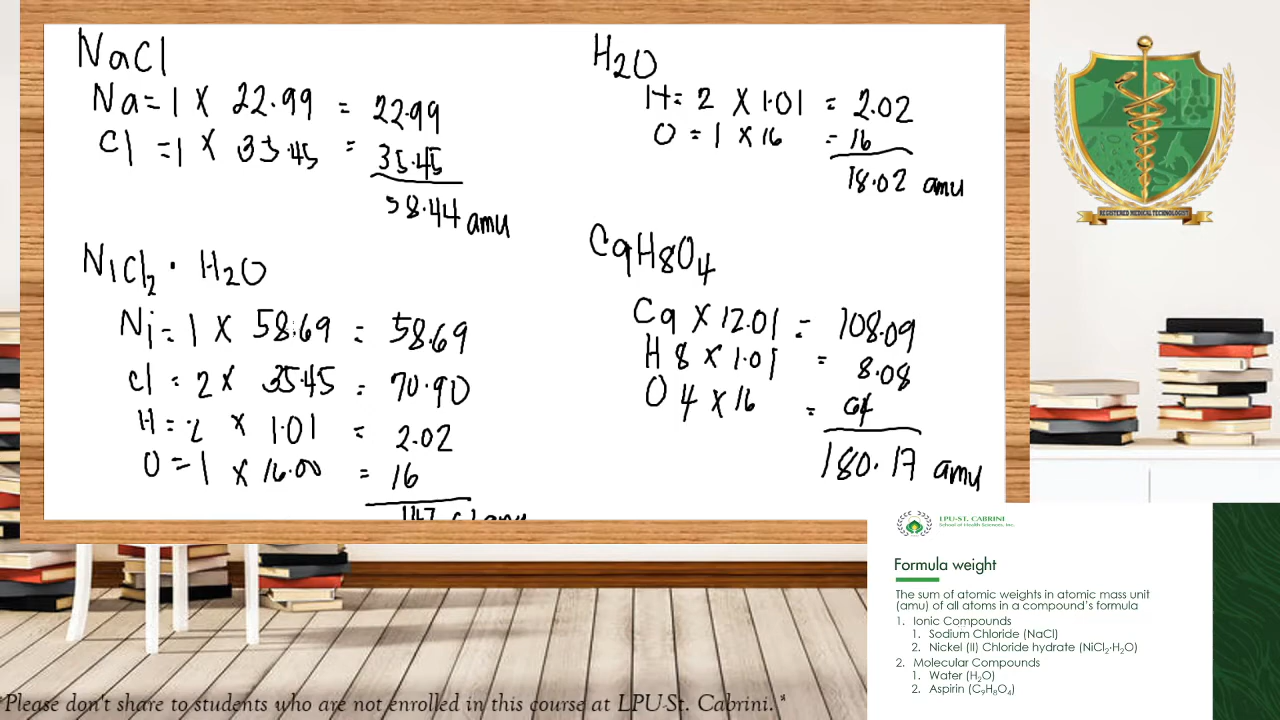 NaCl
Na = 1 X 22.99 = 22.99
Cl = 1 X 35.45 = 35.45
58.44 amu
NiCl2 · H2O
Ni = 1 X 58.69 = 58.69
Cl = 2 X 35.45 = 70.90
H = 2 X 1.01 = 2.02
O = 1 X 16.00 = 16
H2O
H = 2 X 1.01 = 2.02
O = 1 X 16 = 16
18.02 amu
C9H8O4
C9 X 12.01 = 108.09
H 8 X 1.01 = 8.08
O 4 X 16 = 64
180.17 amu
REGISTERED MEDICAL TECHNOLOGIST
LPU-ST. CABRINI
School of Health Sciences, Inc.
Formula weight
The sum of atomic weights in atomic mass unit
(amu) of all atoms in a compound's formula
1. Ionic Compounds
1. Sodium Chloride (NaCl)
2. Nickel (II) Chloride hydrate (NiCl2·H2O)
2. Molecular Compounds
1. Water (H2O)
2. Aspirin (C9H8O4)
*Please don't share to students who are not enrolled in this course at LPU-St. Cabrini.*